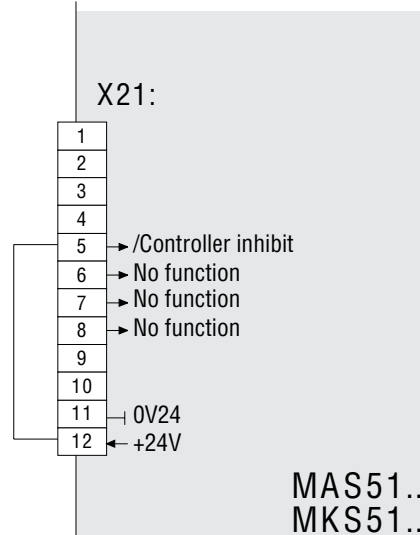 X21:
1
2
3
4
5 /Controller inhibit
6 No function
7 No function
8 No function
9
10
11 0V24
12 +24V
MAS51..
MKS51..